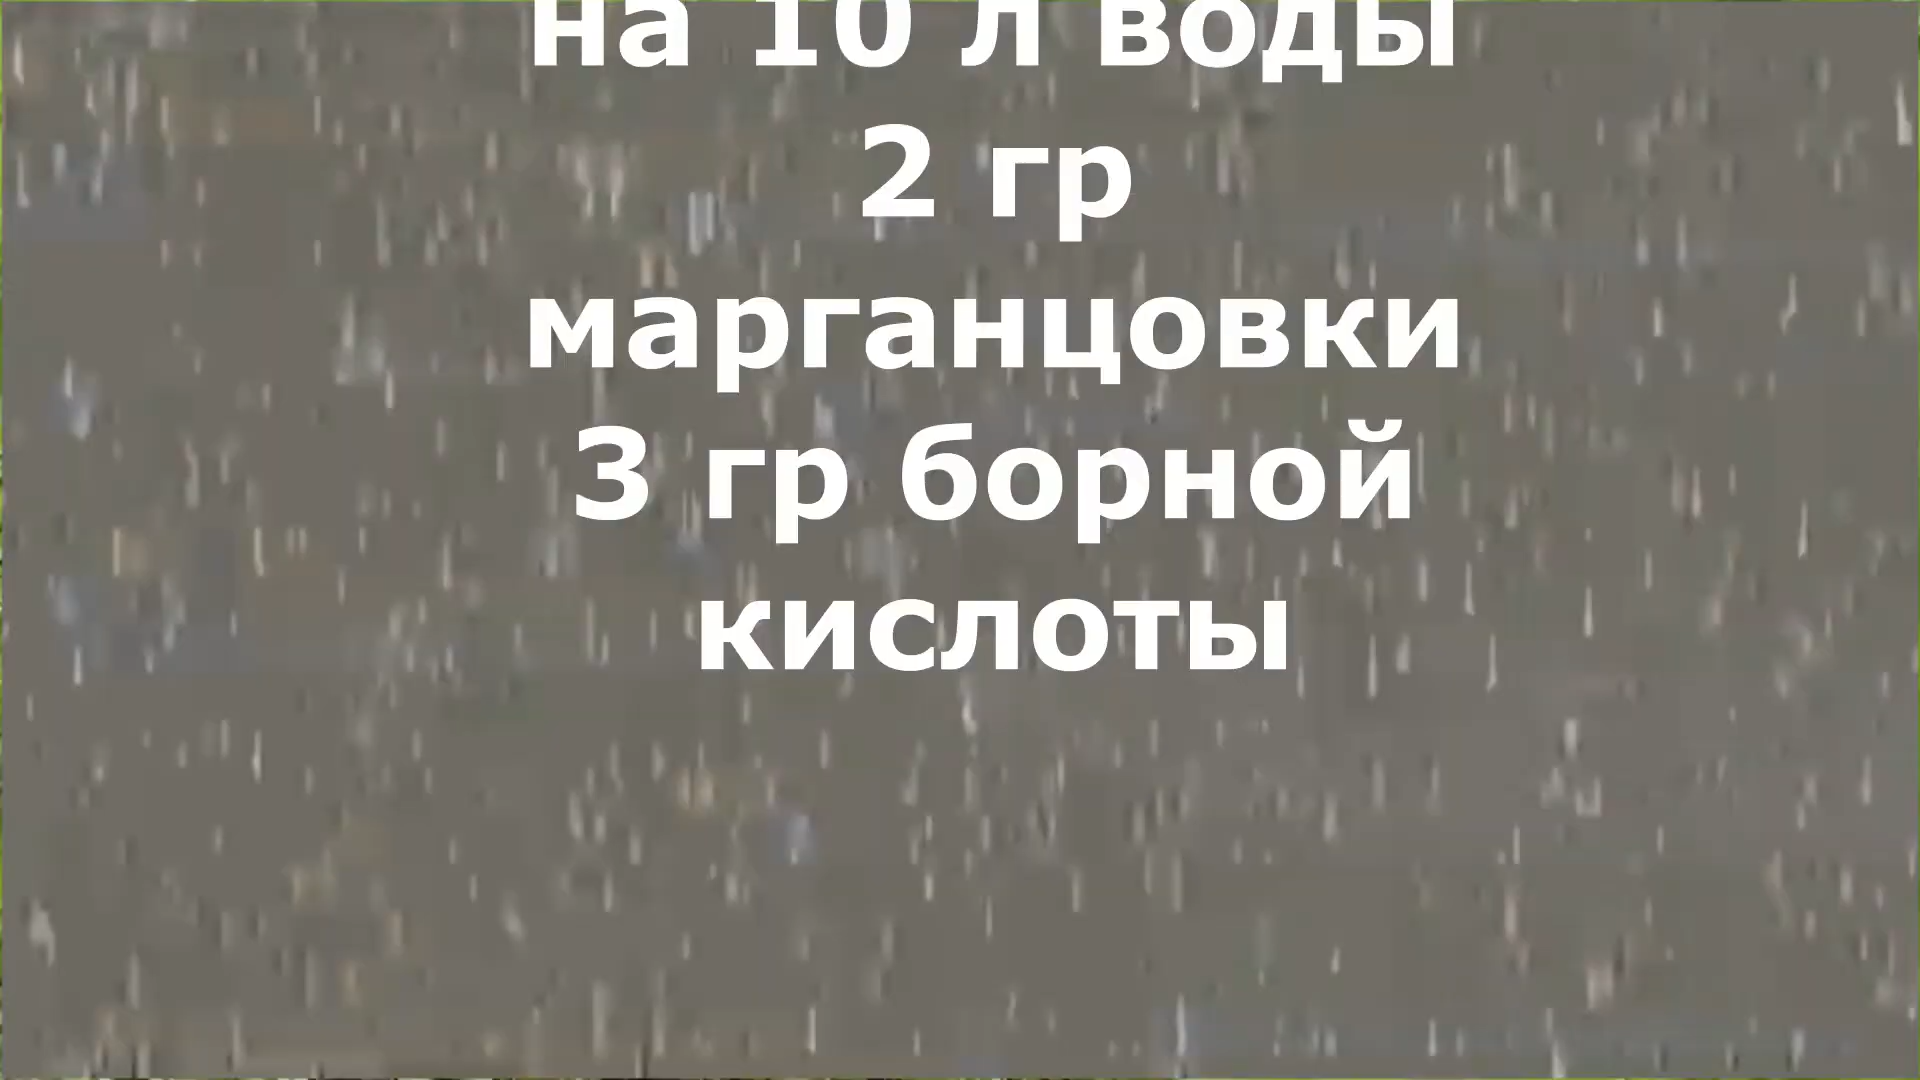 на 10 л воды
2 гр
марганцовки
3 гр борной
кислоты